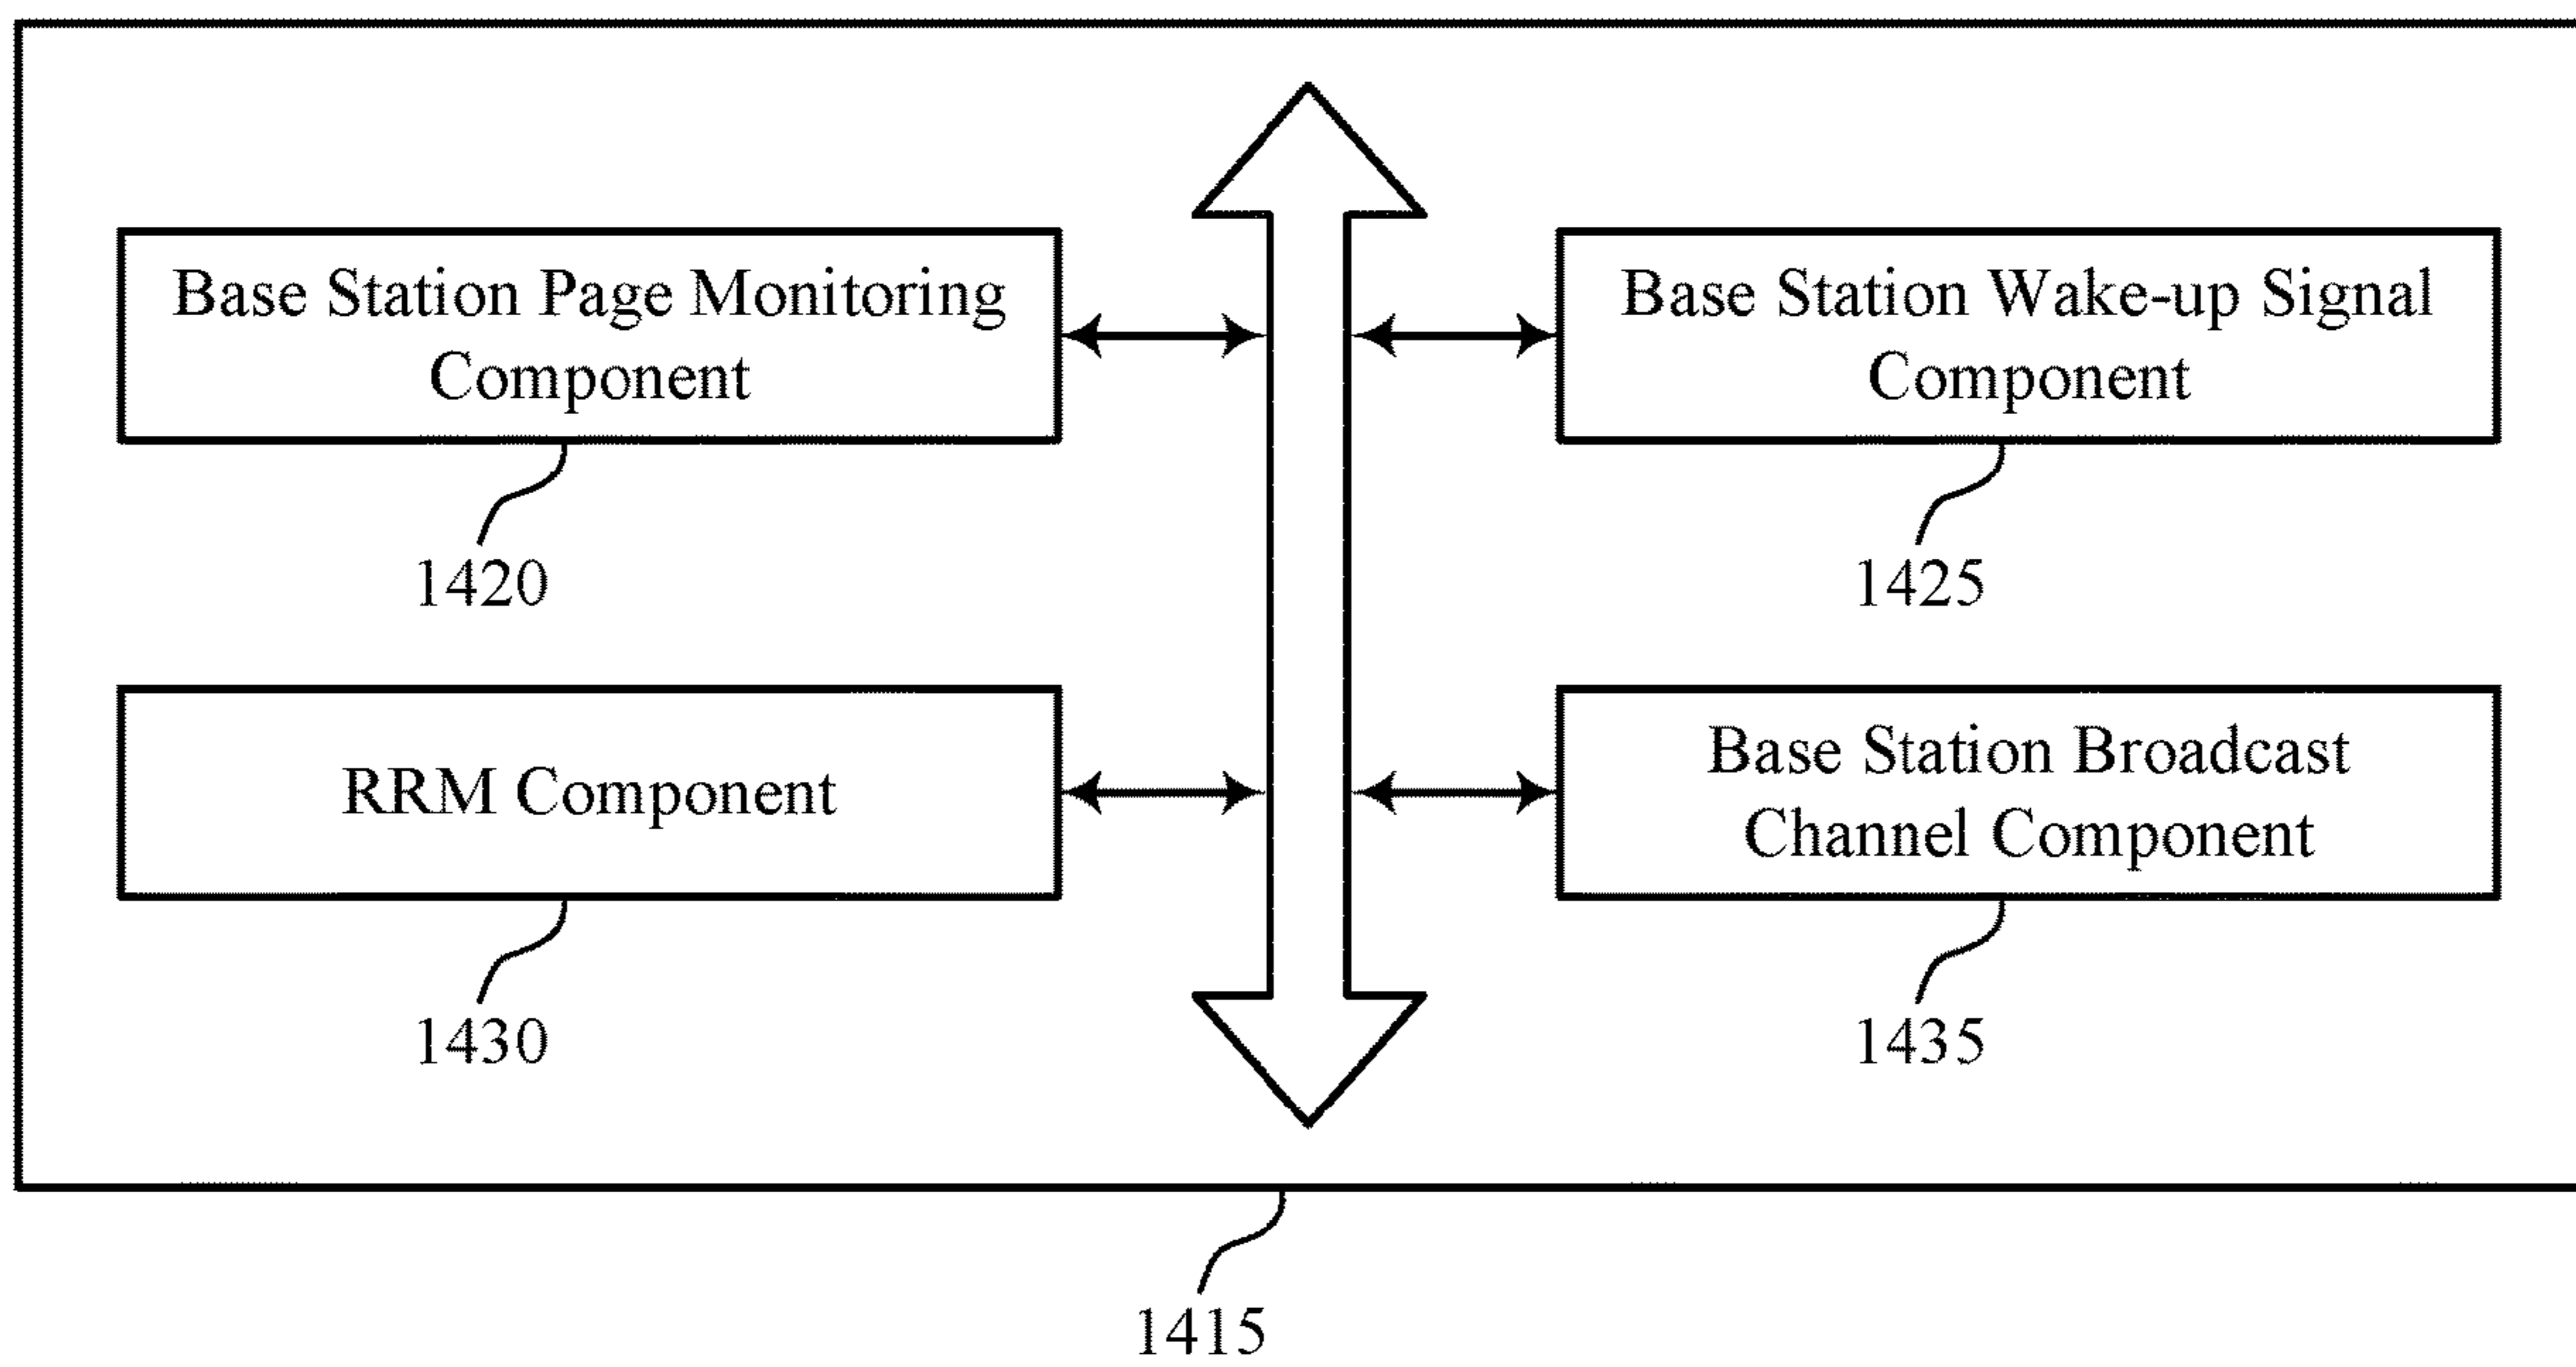 Base Station Page Monitoring
Component
1420
Base Station Wake-up Signal
Component
1425
RRM Component
1430
Base Station Broadcast
Channel Component
1435
1415